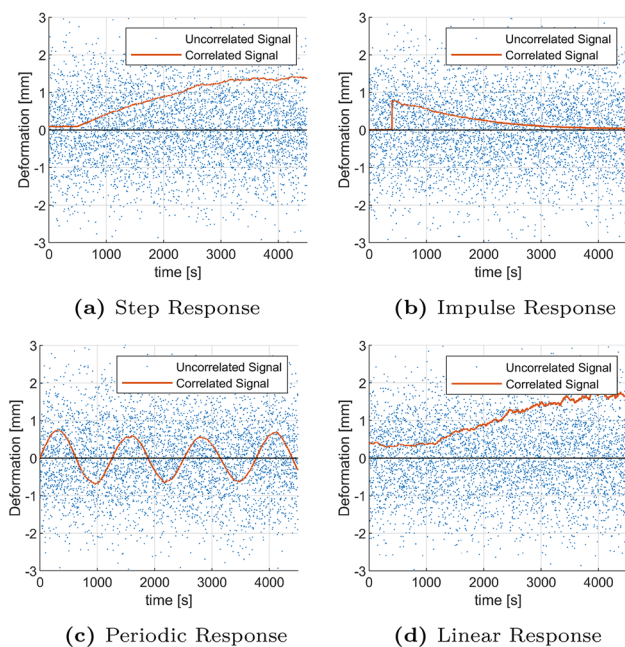 3
2
1
0
-1
-2
-3
Deformation [mm]
Uncorrelated Signal
Correlated Signal
0 1000 2000 3000 4000
time [s]
(a) Step Response
3
2
1
0
-1
-2
-3
Deformation [mm]
Uncorrelated Signal
Correlated Signal
0 1000 2000 3000 4000
time [s]
(b) Impulse Response
3
2
1
0
-1
-2
-3
Deformation [mm]
Uncorrelated Signal
Correlated Signal
0 1000 2000 3000 4000
time [s]
(c) Periodic Response
3
2
1
0
-1
-2
-3
Deformation [mm]
Uncorrelated Signal
Correlated Signal
0 1000 2000 3000 4000
time [s]
(d) Linear Response